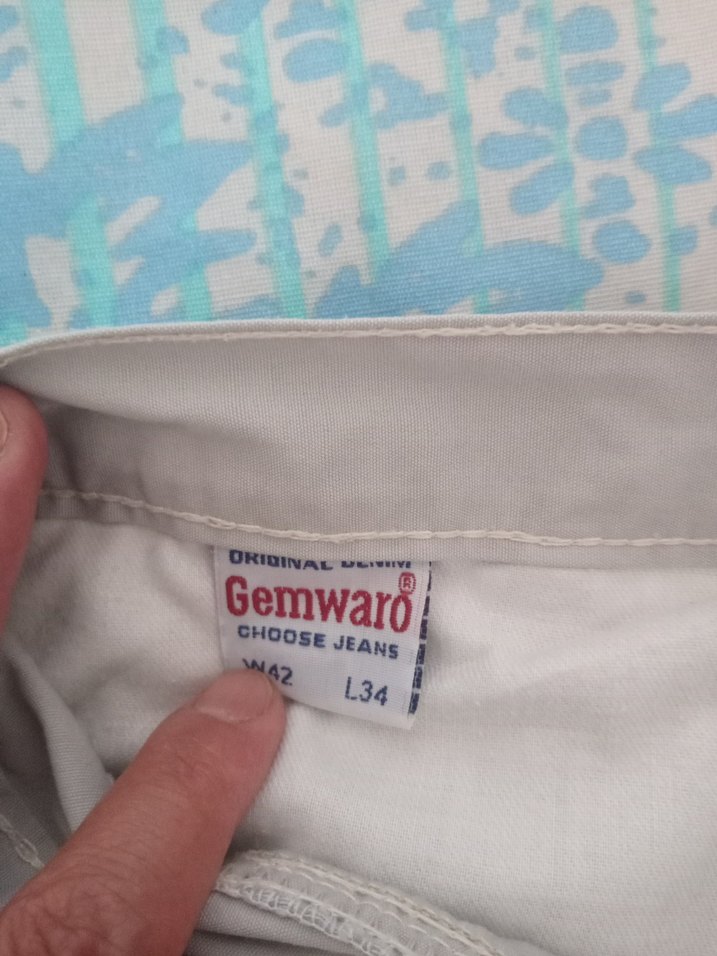 ORIGINAL DENIM
Gemwaro®
CHOOSE JEANS
W42 L34